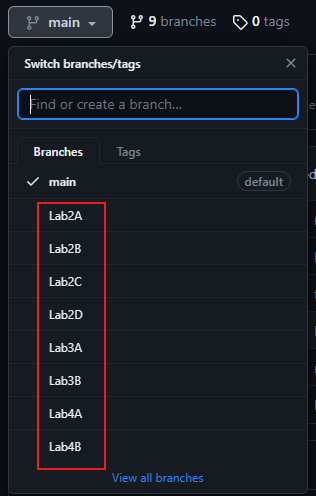 main 9 branches 0 tags
Switch branches/tags
Find or create a branch...
Branches Tags
main default
Lab2A
Lab2B
Lab2C
Lab2D
Lab3A
Lab3B
Lab4A
Lab4B
View all branches